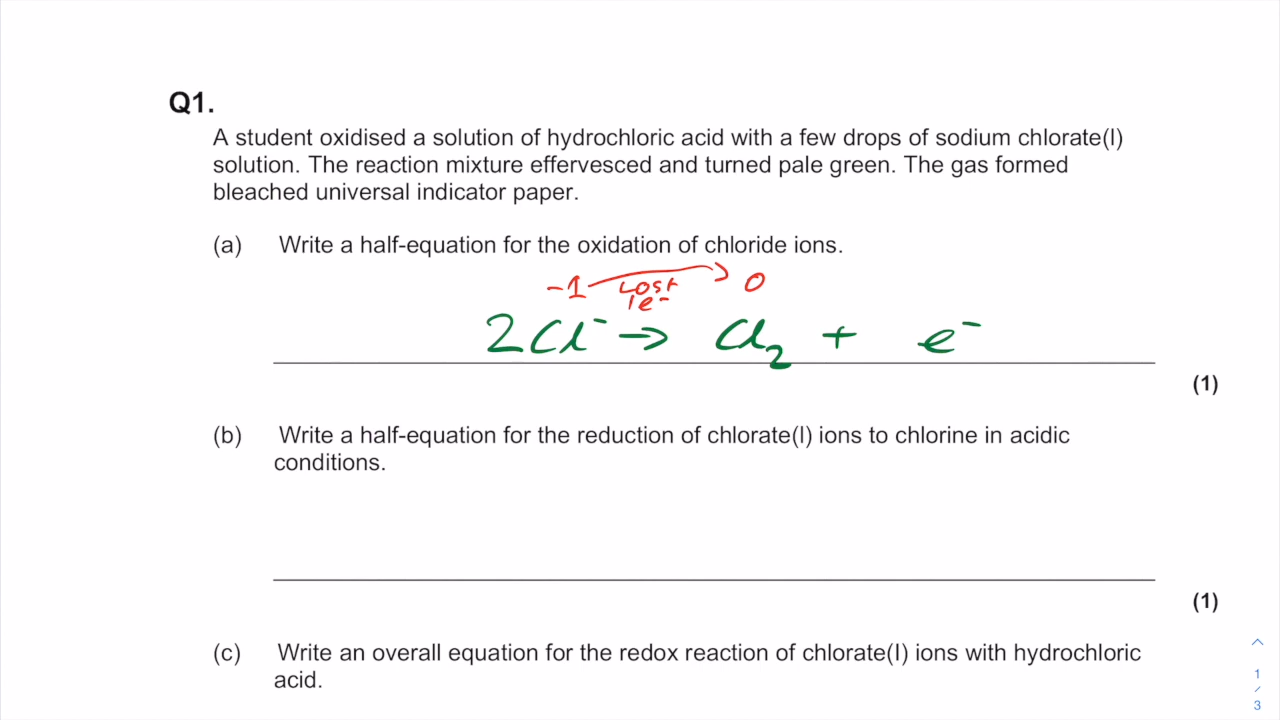 Q1.
A student oxidised a solution of hydrochloric acid with a few drops of sodium chlorate(I)
solution. The reaction mixture effervesced and turned pale green. The gas formed
bleached universal indicator paper.
(a) Write a half-equation for the oxidation of chloride ions.
-1 Lost 0
1e⁻
2Cl⁻ → Cl₂ + e⁻
(1)
(b) Write a half-equation for the reduction of chlorate(I) ions to chlorine in acidic
conditions.
(1)
(c) Write an overall equation for the redox reaction of chlorate(I) ions with hydrochloric
acid.
1
/
3